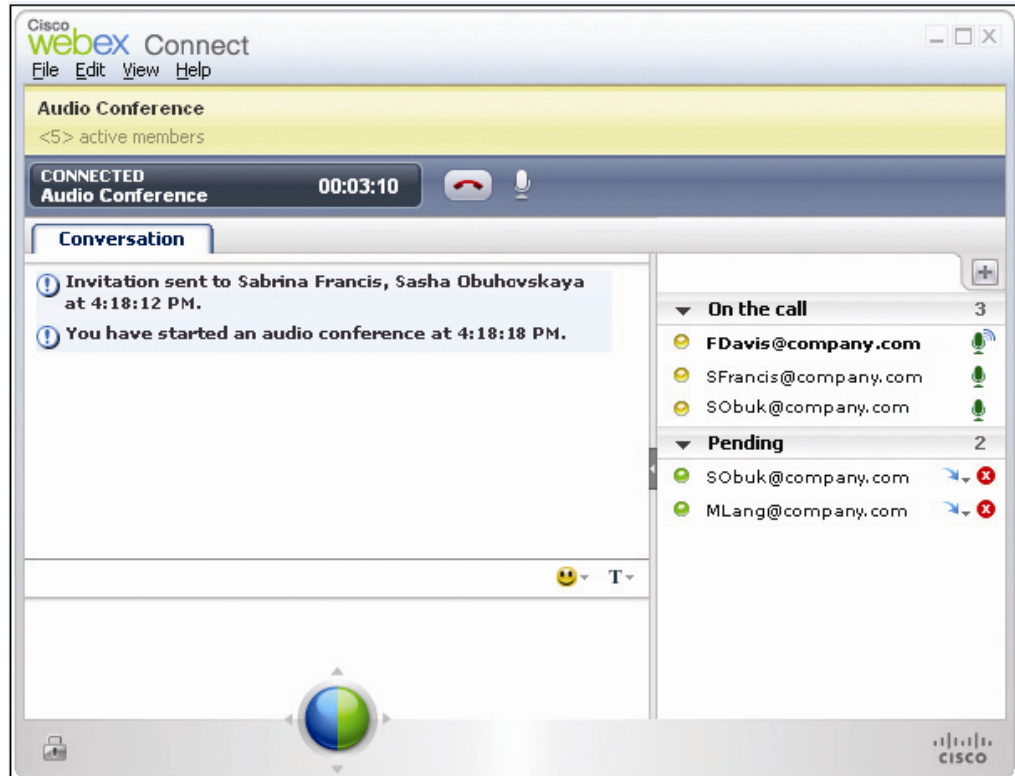 Cisco
webex Connect
File Edit View Help
Audio Conference
<5> active members
CONNECTED
Audio Conference 00:03:10
Conversation
Invitation sent to Sabrina Francis, Sasha Obuhovskaya
at 4:18:12 PM.
You have started an audio conference at 4:18:18 PM.
On the call 3
FDavis@company.com
SFrancis@company.com
SObuk@company.com
Pending 2
SObuk@company.com
MLang@company.com
T
CISCO